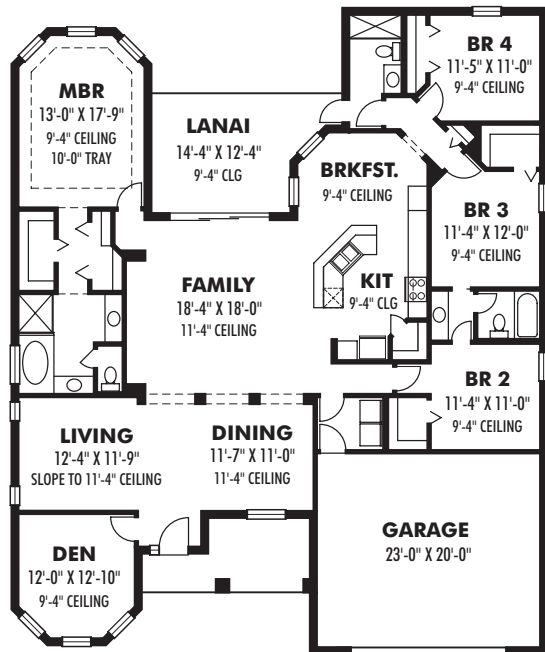 MBR
13'-0" X 17'-9"
9'-4" CEILING
10'-0" TRAY
LANAI
14'-4" X 12'-4"
9'-4" CLG
BR 4
11'-5" X 11'-0"
9'-4" CEILING
BRKFST.
9'-4" CEILING
BR 3
11'-4" X 12'-0"
9'-4" CEILING
FAMILY
18'-4" X 18'-0"
11'-4" CEILING
KIT
9'-4" CLG
BR 2
11'-4" X 11'-0"
9'-4" CEILING
LIVING
12'-4" X 11'-9"
SLOPE TO 11'-4" CEILING
DINING
11'-7" X 11'-0"
11'-4" CEILING
DEN
12'-0" X 12'-10"
9'-4" CEILING
GARAGE
23'-0" X 20'-0"